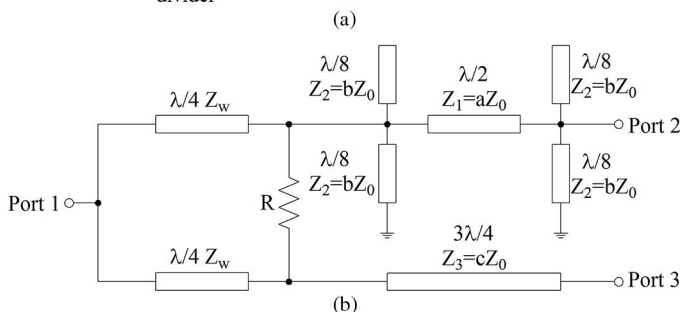 divider
(a)
λ/8
Z₂=bZ₀
λ/2
Z₁=aZ₀
λ/8
Z₂=bZ₀
λ/4 Z_w
Port 2
λ/8
Z₂=bZ₀
λ/8
Z₂=bZ₀
Port 1
R
3λ/4
Z₃=cZ₀
λ/4 Z_w
Port 3
(b)